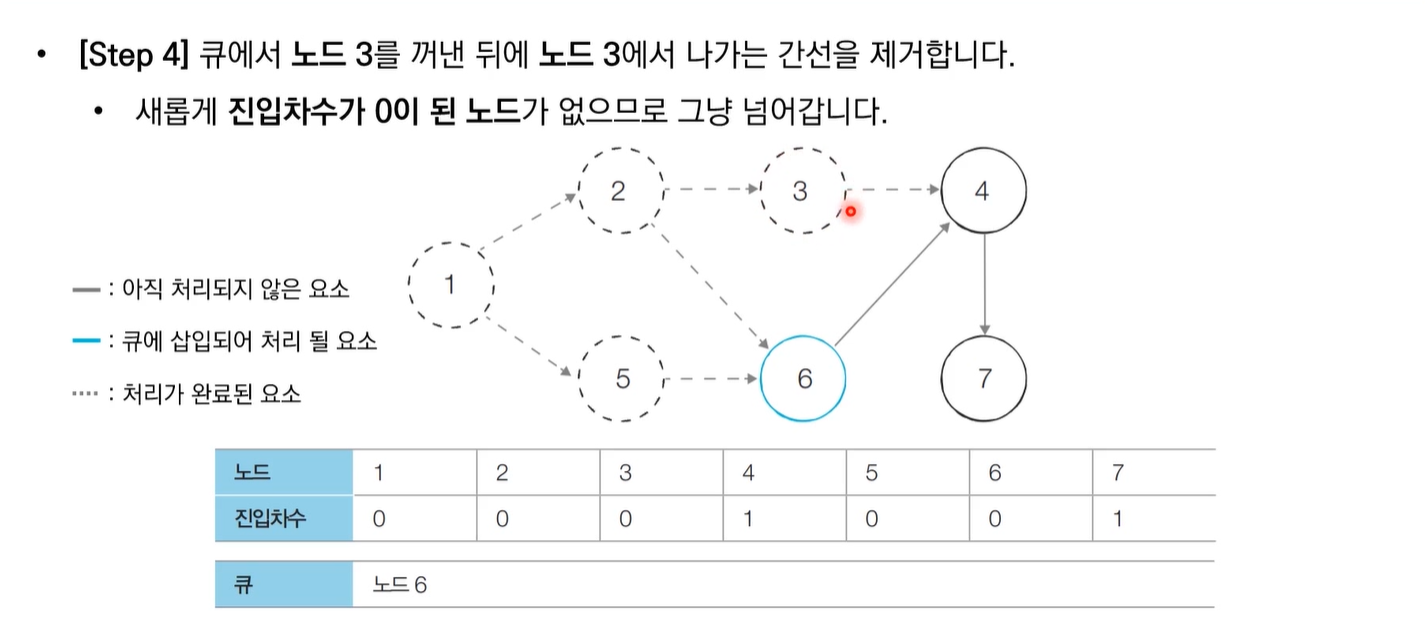 • [Step 4] 큐에서 노드 3를 꺼낸 뒤에 노드 3에서 나가는 간선을 제거합니다.
• 새롭게 진입차수가 0이 된 노드가 없으므로 그냥 넘어갑니다.
2 3 4
1
: 아직 처리되지 않은 요소
: 큐에 삽입되어 처리 될 요소
5 6 7
: 처리가 완료된 요소
노드 1 2 3 4 5 6 7
진입차수 0 0 0 1 0 0 1
큐 노드 6